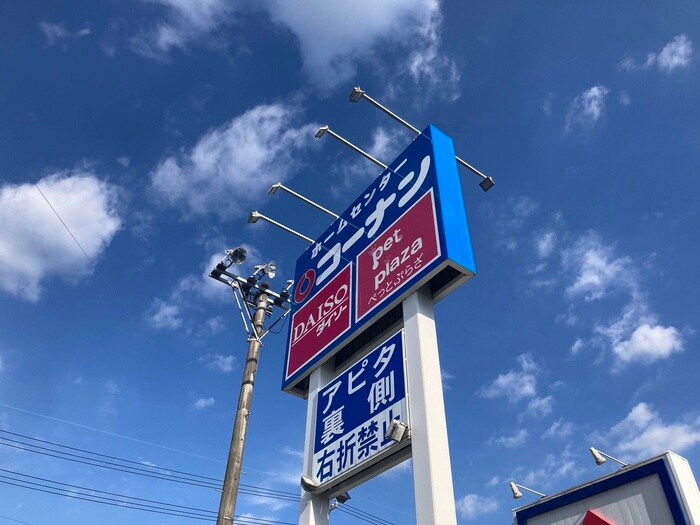 ホームセンター
コーナン
DAISO
ダイソー
pet
plaza
ぺっとぷらざ
アピタ
裏側
右折禁止